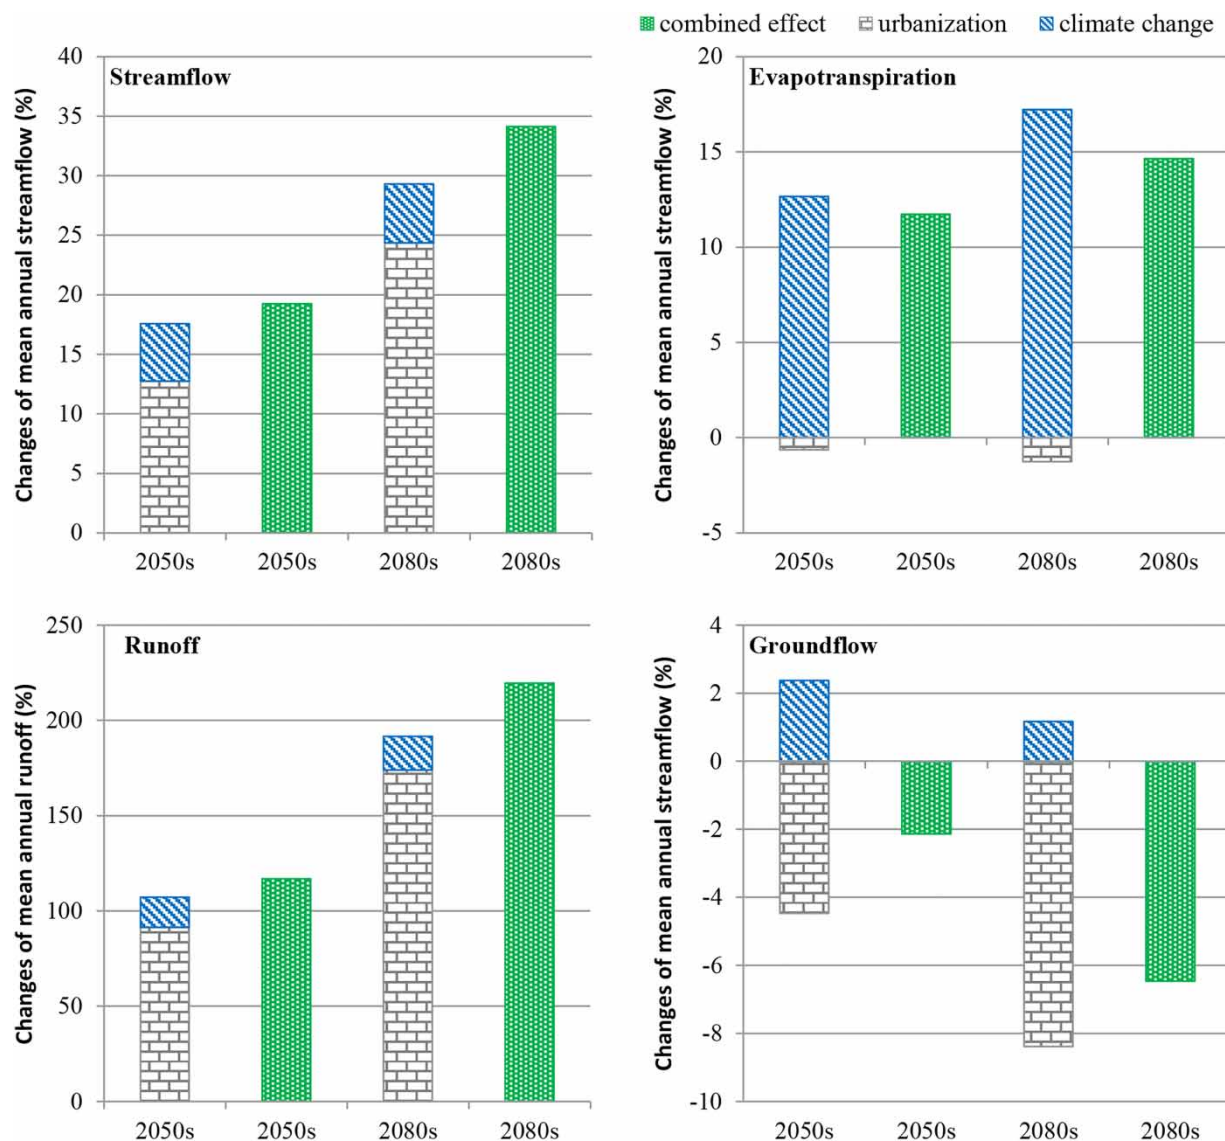 combined effect urbanization climate change
Streamflow
Changes of mean annual streamflow (%)
40
35
30
25
20
15
10
5
0
2050s 2050s 2080s 2080s
Evapotranspiration
Changes of mean annual streamflow (%)
20
15
10
5
0
-5
2050s 2050s 2080s 2080s
Runoff
Changes of mean annual runoff (%)
250
200
150
100
50
0
2050s 2050s 2080s 2080s
Groundflow
Changes of mean annual streamflow (%)
4
2
0
-2
-4
-6
-8
-10
2050s 2050s 2080s 2080s